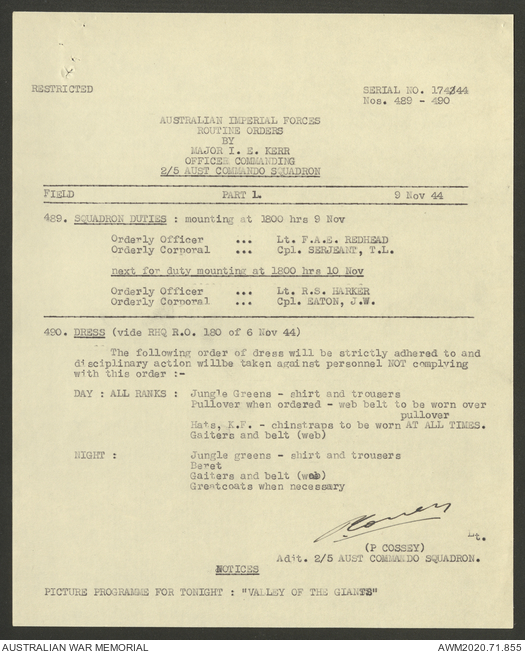 RESTRICTED
SERIAL NO. 174/44
Nos. 489 - 490
AUSTRALIAN IMPERIAL FORCES
ROUTINE ORDERS
BY
MAJOR I. E. KERR
OFFICER COMMANDING
2/5 AUST COMMANDO SQUADRON
FIELD PART 1. 9 Nov 44
489. SQUADRON DUTIES : mounting at 1800 hrs 9 Nov
Orderly Officer ... Lt. F.A.E. REDHEAD
Orderly Corporal ... Cpl. SERJEANT, T.L.
next for duty mounting at 1800 hrs 10 Nov
Orderly Officer ... Lt. R.S. HARKER
Orderly Corporal ... Cpl. EATON, J.W.
490. DRESS (vide RHQ R.O. 180 of 6 Nov 44)
The following order of dress will be strictly adhered to and
disciplinary action willbe taken against personnel NOT complying
with this order :-
DAY : ALL RANKS : Jungle Greens - shirt and trousers
Pullover when ordered - web belt to be worn over
pullover
Hats, K.F. - chinstraps to be worn AT ALL TIMES.
Gaiters and belt (web)
NIGHT : Jungle greens - shirt and trousers
Beret
Gaiters and belt (web)
Greatcoats when necessary
Lt.
(P COSSEY)
Adjt. 2/5 AUST COMMANDO SQUADRON.
NOTICES
PICTURE PROGRAMME FOR TONIGHT : "VALLEY OF THE GIANTS"
AUSTRALIAN WAR MEMORIAL
AWM2020.71.855